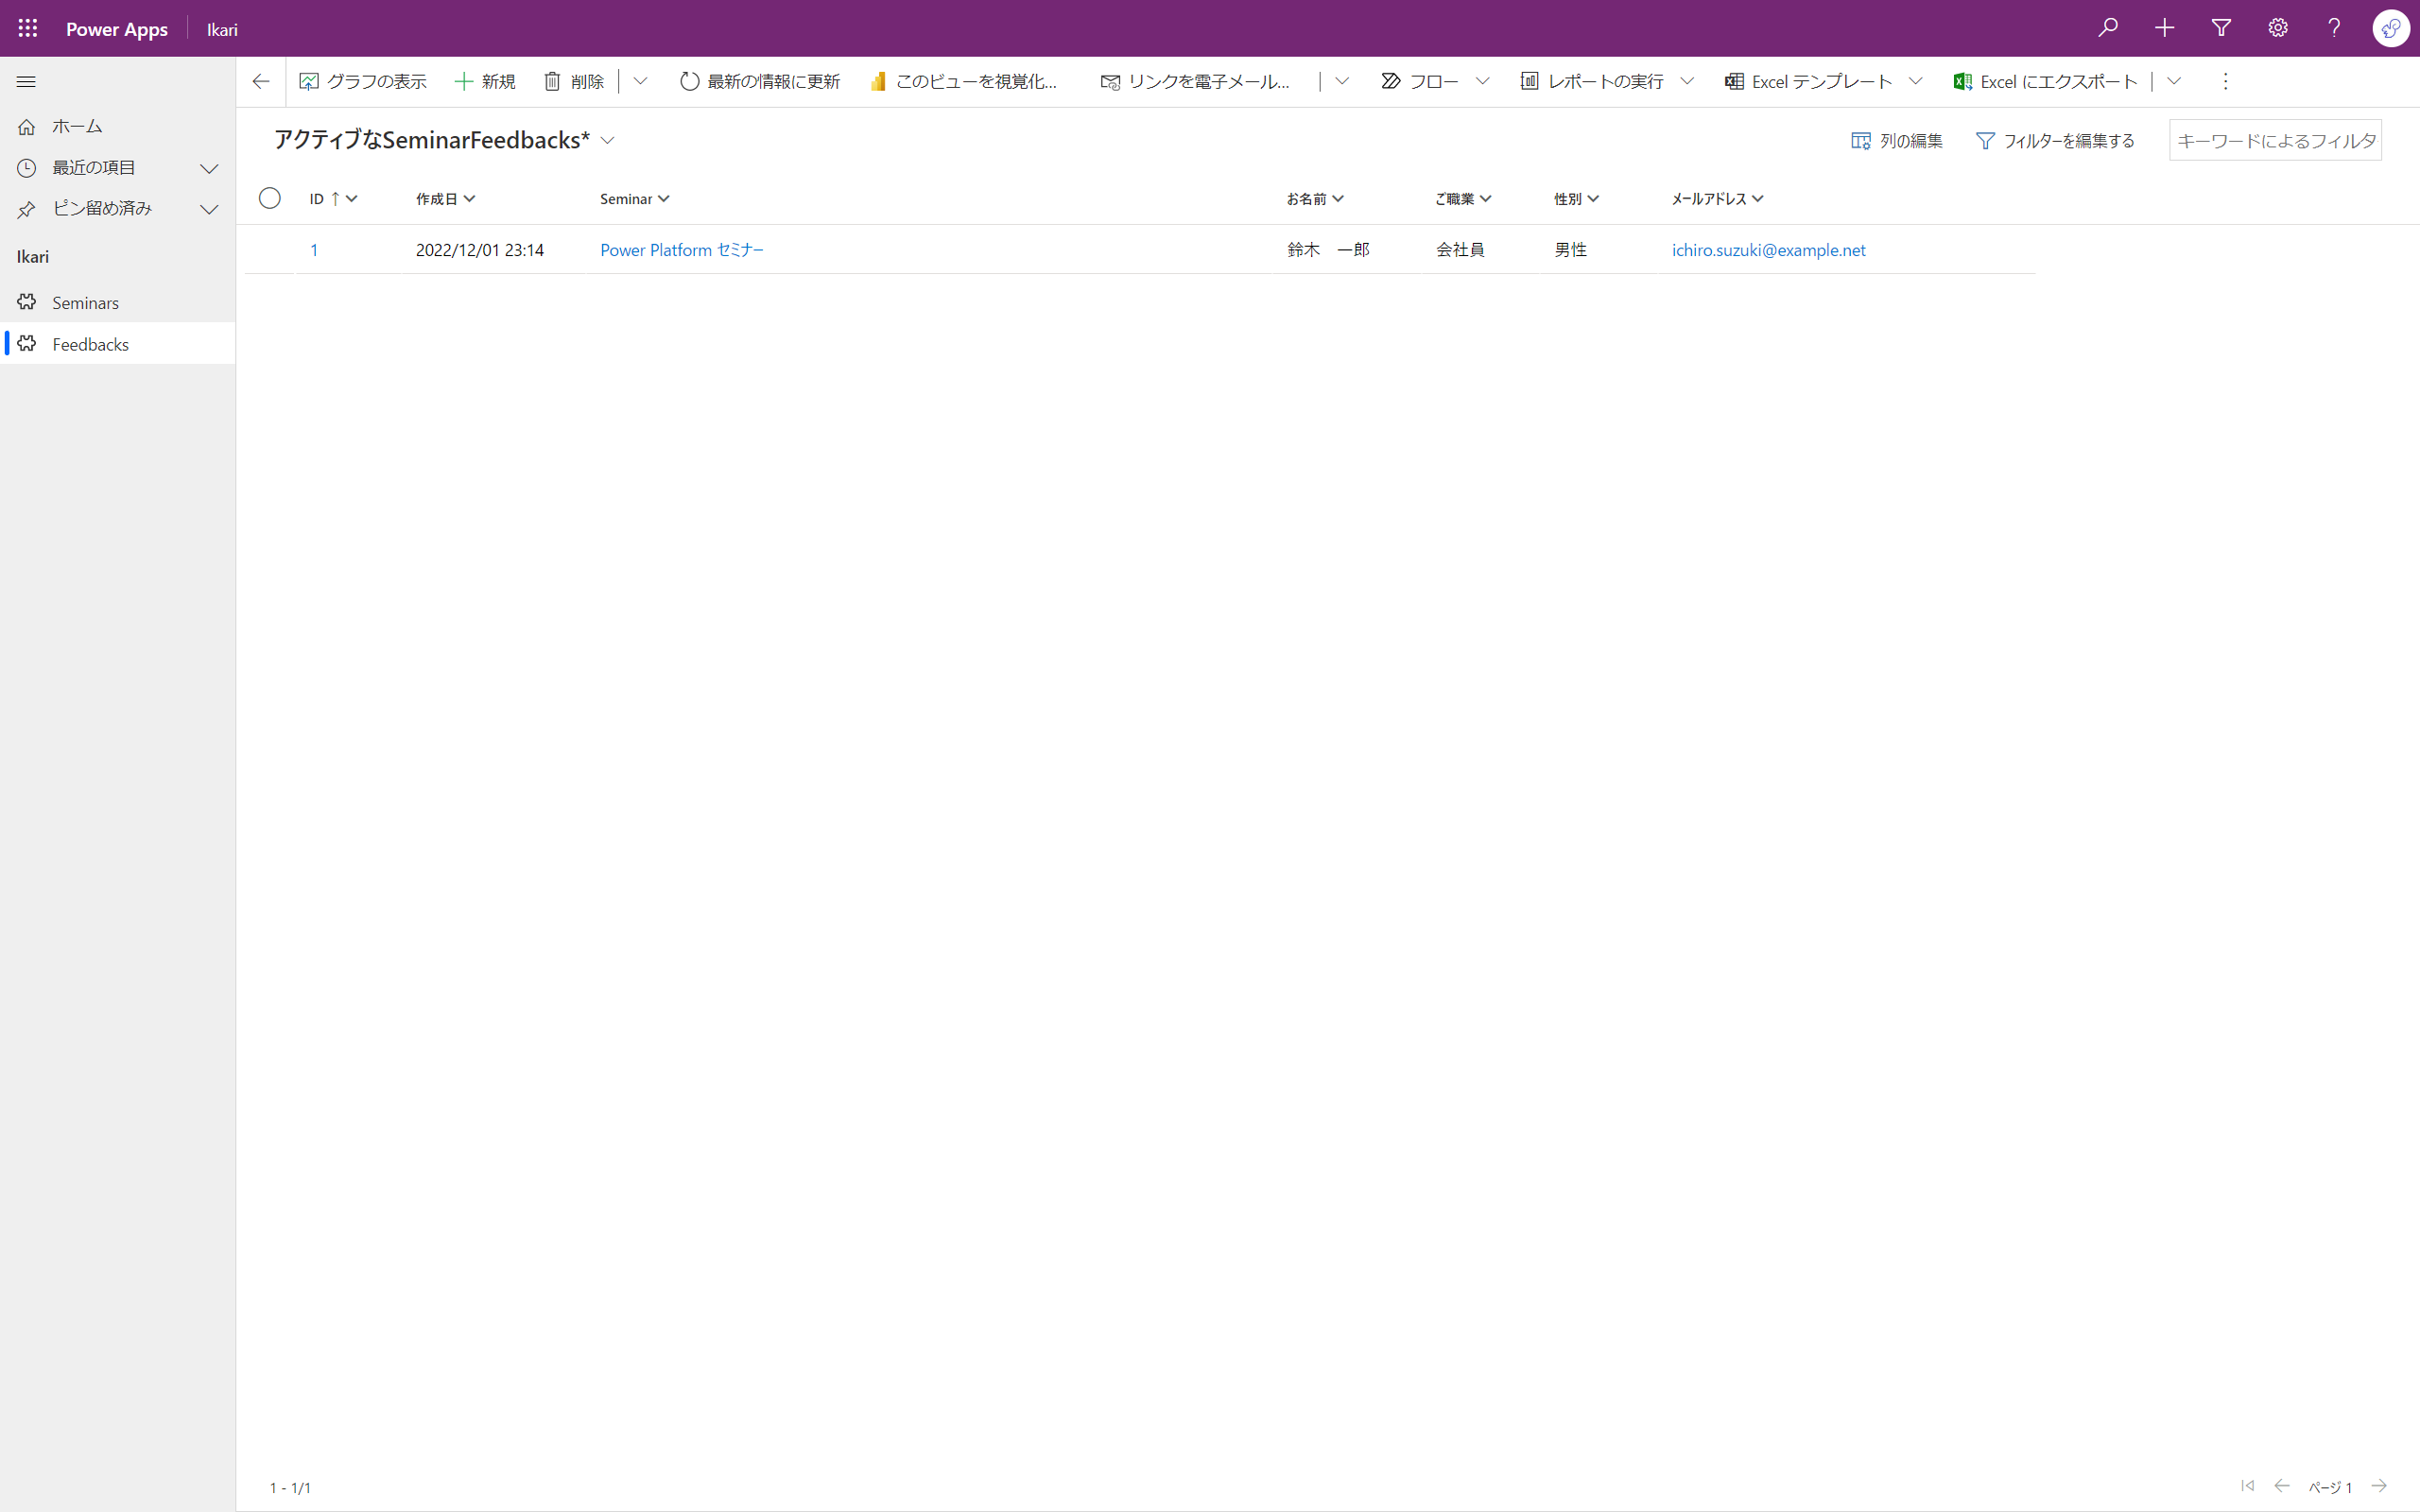 Power Apps
Ikari
グラフの表示
新規
削除
最新の情報に更新
このビューを視覚化...
リンクを電子メール...
フロー
レポートの実行
Excel テンプレート
Excel にエクスポート
ホーム
最近の項目
ピン留め済み
Ikari
Seminars
Feedbacks
アクティブなSeminarFeedbacks*
列の編集
フィルターを編集する
キーワードによるフィルタ
ID 作成日 Seminar お名前 ご職業 性別 メールアドレス
1 2022/12/01 23:14 Power Platform セミナー 鈴木　一郎 会社員 男性 ichiro.suzuki@example.net
1 - 1/1
ページ 1